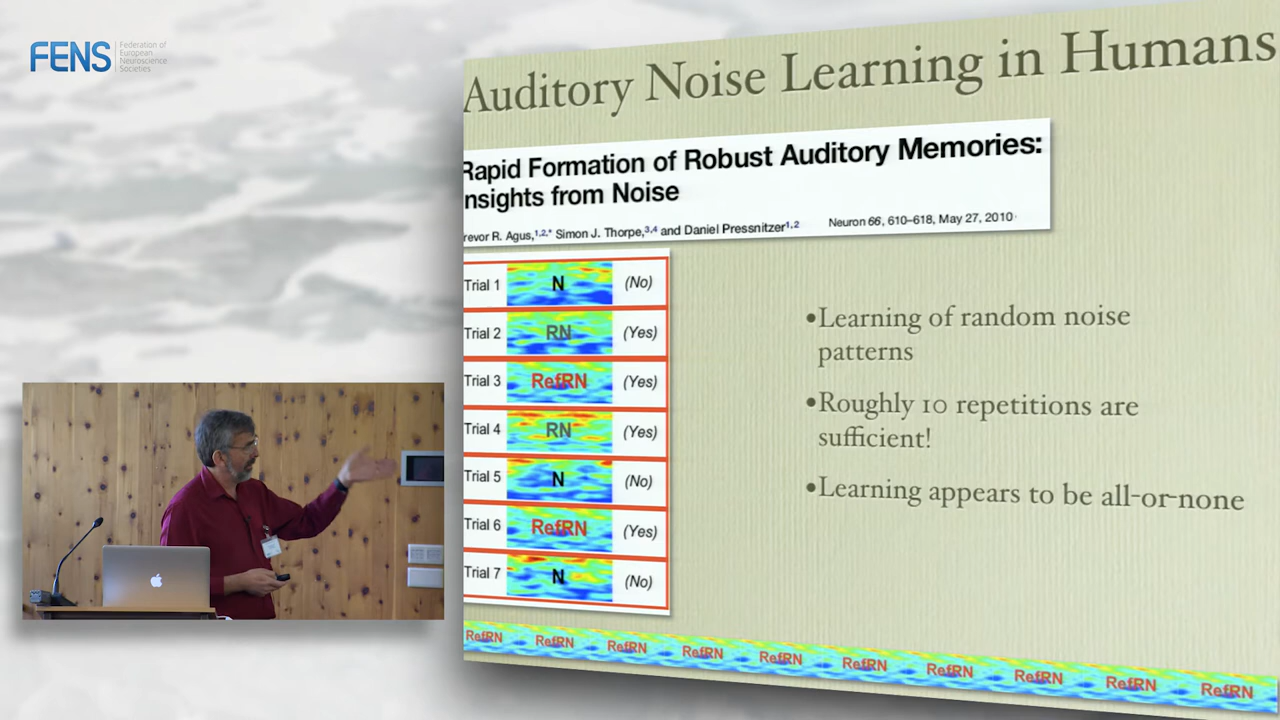 FENS
Federation of
European
Neuroscience
Societies
Auditory Noise Learning in Humans
Rapid Formation of Robust Auditory Memories:
nsights from Noise
revor R. Agus,1,2,* Simon J. Thorpe,3,4 and Daniel Pressnitzer1,2 Neuron 66, 610–618, May 27, 2010
Trial 1 N (No)
Trial 2 RN (Yes)
Trial 3 RefRN (Yes)
Trial 4 RN (Yes)
Trial 5 N (No)
Trial 6 RefRN (Yes)
Trial 7 N (No)
•Learning of random noise
patterns
•Roughly 10 repetitions are
sufficient!
•Learning appears to be all-or-none
RefRN RefRN RefRN RefRN RefRN RefRN RefRN RefRN RefRN RefRN